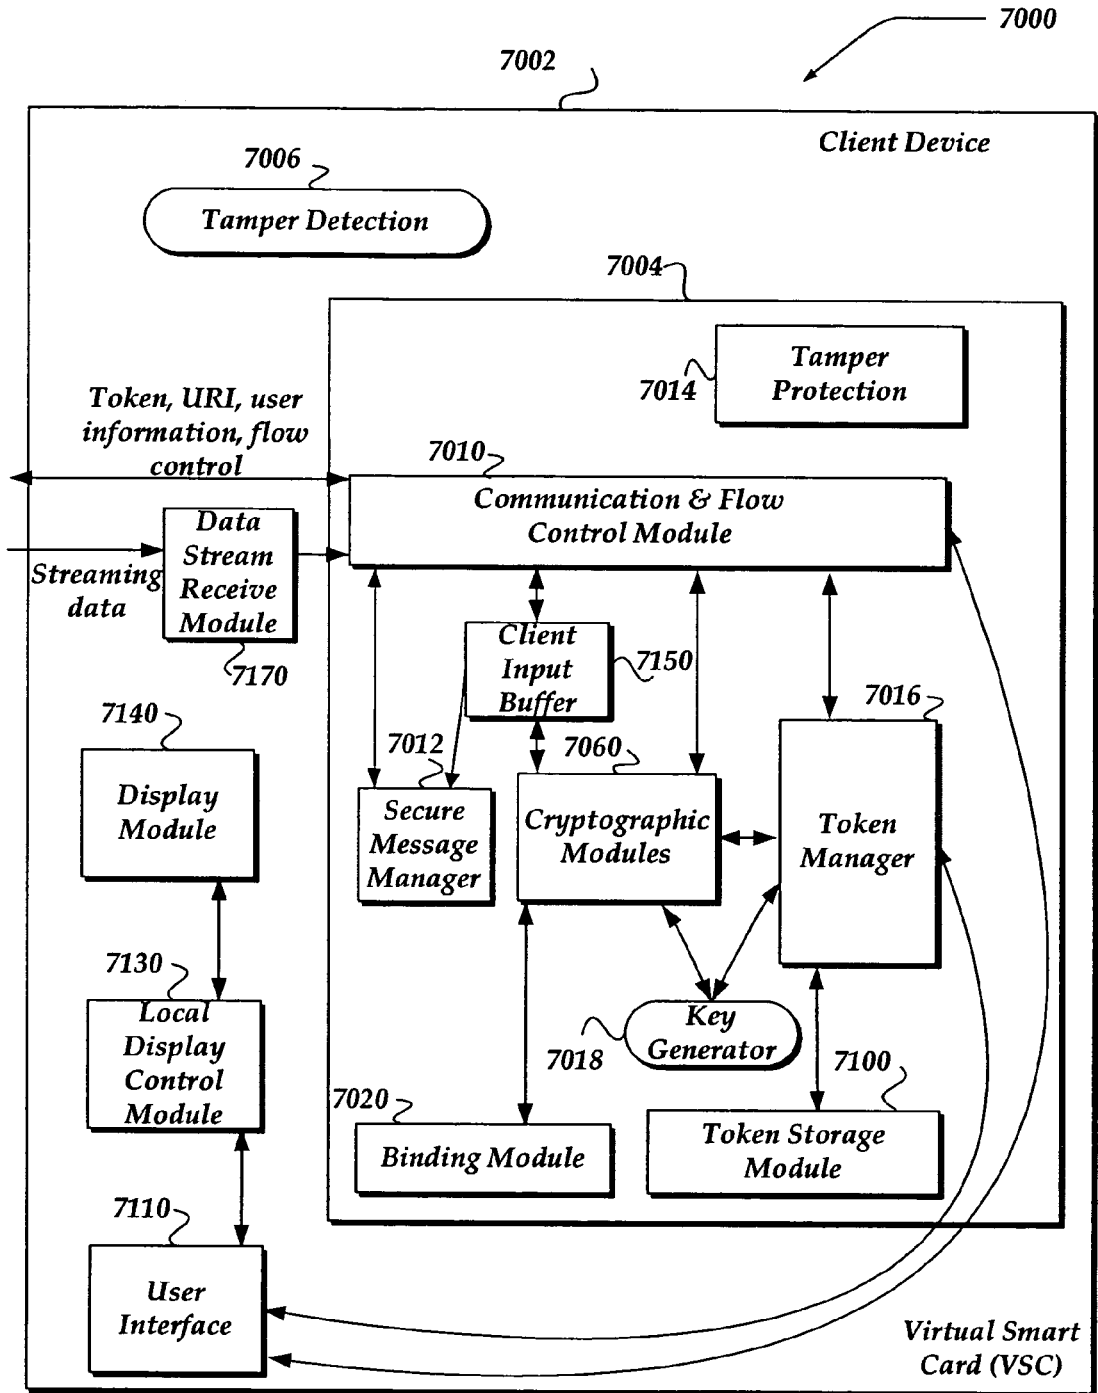 7000
7002
Client Device
7006
Tamper Detection
7004
Tamper
Protection
7014
Token, URI, user
information, flow
control
7010
Communication & Flow
Control Module
Data
Stream
Receive
Module
Streaming
data
7170
Client
Input
Buffer
7150
7140
7016
7012
7060
Display
Module
Secure
Message
Manager
Cryptographic
Modules
Token
Manager
7130
Local
Display
Control
Module
Key
Generator
7018
7100
7020
Binding Module
Token Storage
Module
7110
User
Interface
Virtual Smart
Card (VSC)